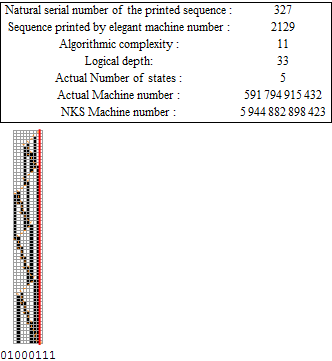 Natural serial number of the printed sequence : 327
Sequence printed by elegant machine number : 2129
Algorithmic complexity : 11
Logical depth: 33
Actual Number of states : 5
Actual Machine number : 591 794 915 432
NKS Machine number : 5 944 882 898 423
01000111